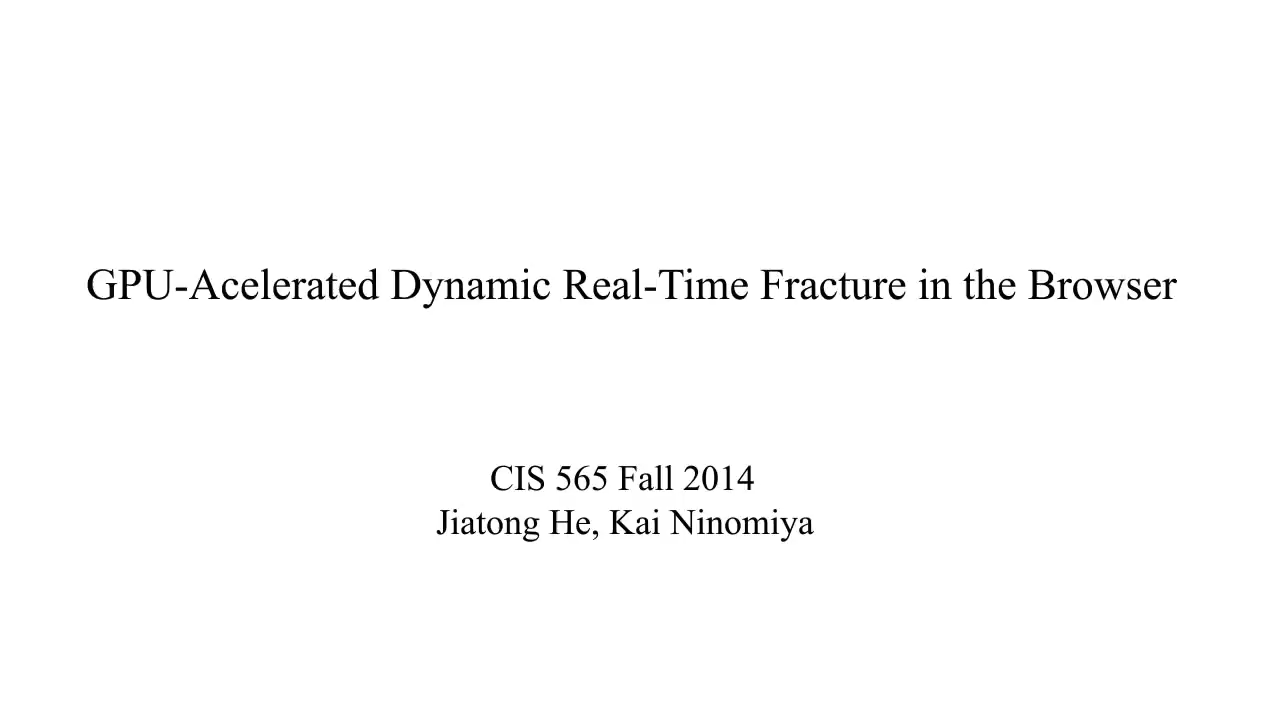 GPU-Acelerated Dynamic Real-Time Fracture in the Browser
CIS 565 Fall 2014
Jiatong He, Kai Ninomiya